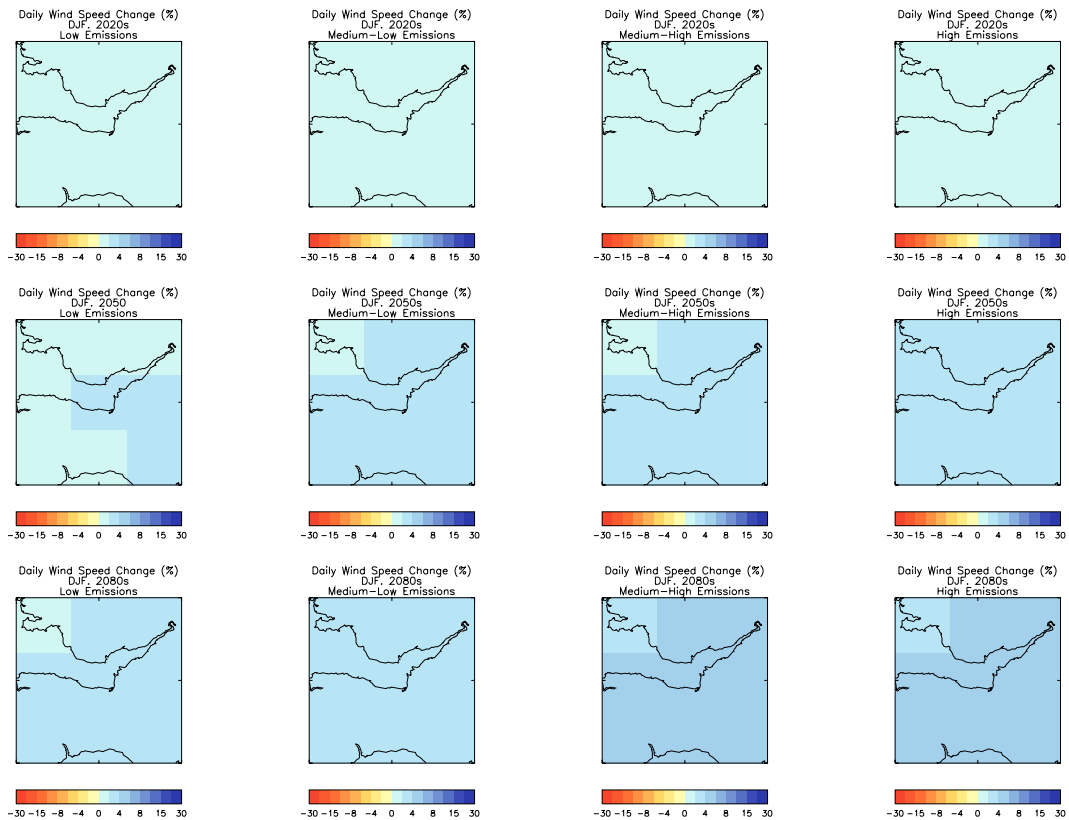 Daily Wind Speed Change (%)
DJF. 2020s
Low Emissions
-30 -15 -8 -4 0 4 8 15 30
Daily Wind Speed Change (%)
DJF. 2020s
Medium-Low Emissions
-30 -15 -8 -4 0 4 8 15 30
Daily Wind Speed Change (%)
DJF. 2020s
Medium-High Emissions
-30 -15 -8 -4 0 4 8 15 30
Daily Wind Speed Change (%)
DJF. 2020s
High Emissions
-30 -15 -8 -4 0 4 8 15 30
Daily Wind Speed Change (%)
DJF. 2050
Low Emissions
-30 -15 -8 -4 0 4 8 15 30
Daily Wind Speed Change (%)
DJF. 2050s
Medium-Low Emissions
-30 -15 -8 -4 0 4 8 15 30
Daily Wind Speed Change (%)
DJF. 2050s
Medium-High Emissions
-30 -15 -8 -4 0 4 8 15 30
Daily Wind Speed Change (%)
DJF. 2050s
High Emissions
-30 -15 -8 -4 0 4 8 15 30
Daily Wind Speed Change (%)
DJF. 2080s
Low Emissions
-30 -15 -8 -4 0 4 8 15 30
Daily Wind Speed Change (%)
DJF. 2080s
Medium-Low Emissions
-30 -15 -8 -4 0 4 8 15 30
Daily Wind Speed Change (%)
DJF. 2080s
Medium-High Emissions
-30 -15 -8 -4 0 4 8 15 30
Daily Wind Speed Change (%)
DJF. 2080s
High Emissions
-30 -15 -8 -4 0 4 8 15 30